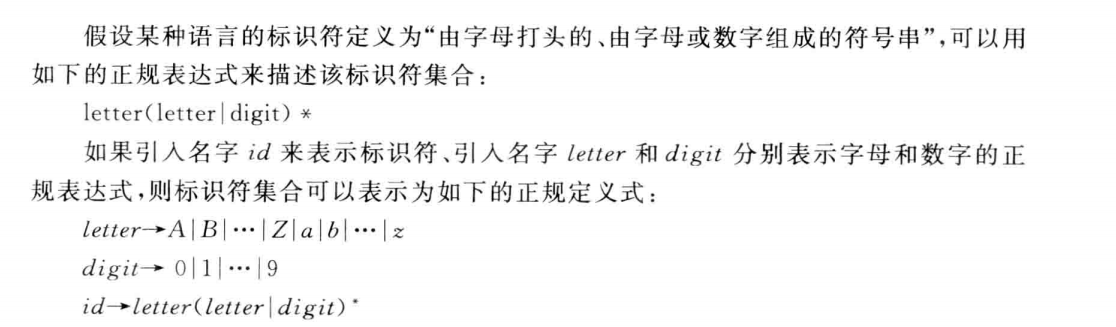 假设某种语言的标识符定义为“由字母打头的、由字母或数字组成的符号串”,可以用
如下的正规表达式来描述该标识符集合:
letter(letter|digit) *
如果引入名字 id 来表示标识符、引入名字 letter 和 digit 分别表示字母和数字的正
规表达式,则标识符集合可以表示为如下的正规定义式:
letter→A|B|…|Z|a|b|…|z
digit→ 0|1|…|9
id→letter(letter|digit)*